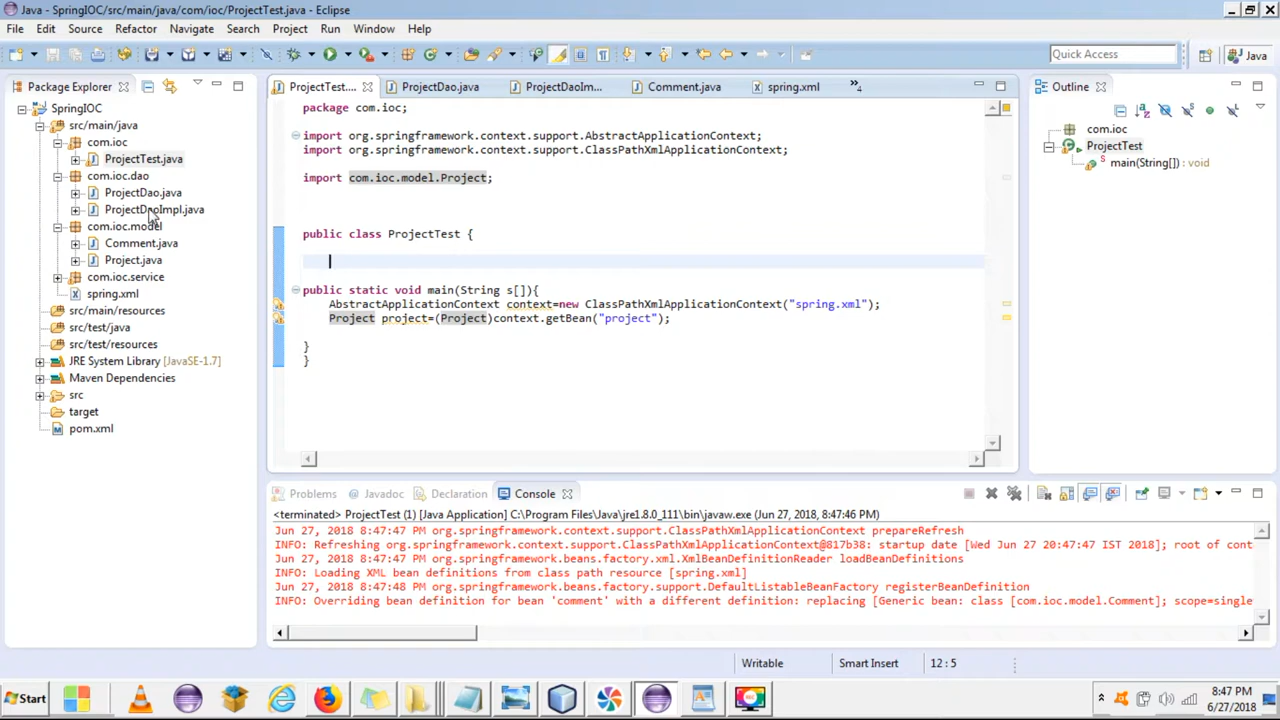 Java - SpringIOC/src/main/java/com/ioc/ProjectTest.java - Eclipse
File Edit Source Refactor Navigate Search Project Run Window Help
Quick Access
Java
Package Explorer
SpringIOC
src/main/java
com.ioc
ProjectTest.java
com.ioc.dao
ProjectDao.java
ProjectDaoImpl.java
com.ioc.model
Comment.java
Project.java
com.ioc.service
spring.xml
src/main/resources
src/test/java
src/test/resources
JRE System Library [JavaSE-1.7]
Maven Dependencies
src
target
pom.xml
ProjectTest.... ProjectDao.java ProjectDaoIm... Comment.java spring.xml 4
package com.ioc;
import org.springframework.context.support.AbstractApplicationContext;
import org.springframework.context.support.ClassPathXmlApplicationContext;
import com.ioc.model.Project;
public class ProjectTest {
public static void main(String s[]){
AbstractApplicationContext context=new ClassPathXmlApplicationContext("spring.xml");
Project project=(Project)context.getBean("project");
}
}
Outline
com.ioc
ProjectTest
main(String[]) : void
Problems @ Javadoc Declaration Console
<terminated> ProjectTest (1) [Java Application] C:\Program Files\Java\jre1.8.0_111\bin\javaw.exe (Jun 27, 2018, 8:47:46 PM)
Jun 27, 2018 8:47:47 PM org.springframework.context.support.ClassPathXmlApplicationContext prepareRefresh
INFO: Refreshing org.springframework.context.support.ClassPathXmlApplicationContext@817b38: startup date [Wed Jun 27 20:47:47 IST 2018]; root of cont
Jun 27, 2018 8:47:48 PM org.springframework.beans.factory.xml.XmlBeanDefinitionReader loadBeanDefinitions
INFO: Loading XML bean definitions from class path resource [spring.xml]
Jun 27, 2018 8:47:48 PM org.springframework.beans.factory.support.DefaultListableBeanFactory registerBeanDefinition
INFO: Overriding bean definition for bean 'comment' with a different definition: replacing [Generic bean: class [com.ioc.model.Comment]; scope=single
Writable Smart Insert 12 : 5
Start
8:47 PM
6/27/2018